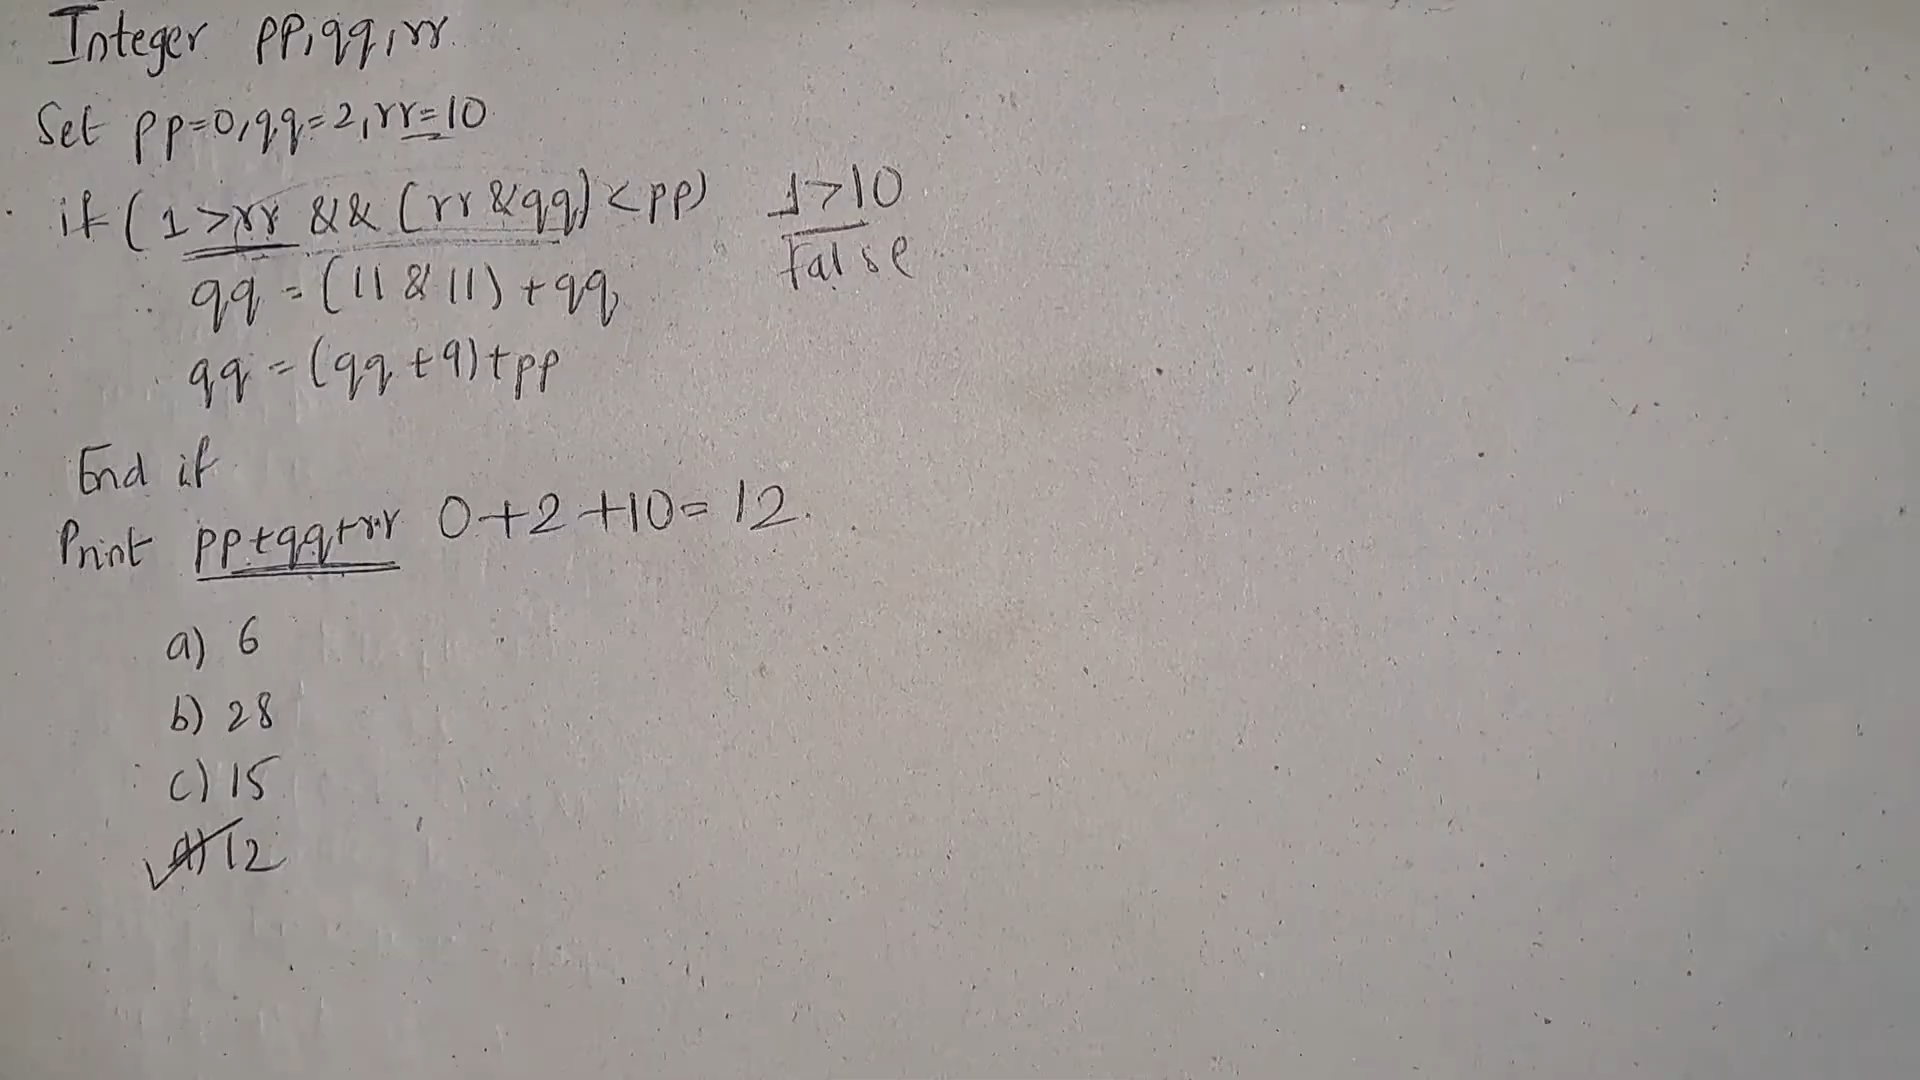 Integer pp,qq,rr.
Set pp=0,qq=2,rr=10
if (1>rr && (rr & qq) < pp)
1>10
False
qq = (11 & 11) + qq
qq = (qq + 9) + pp
End if
Print pp+qq+rr 0+2+10= 12.
a) 6
b) 28
c) 15
d) 12